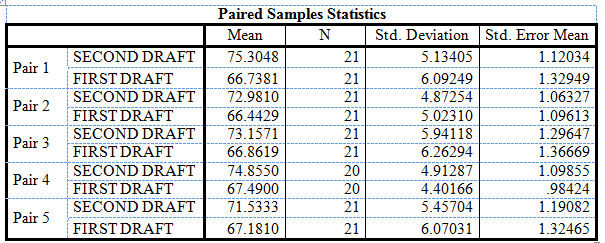 Paired Samples Statistics
Mean N Std. Deviation Std. Error Mean
Pair 1 SECOND DRAFT 75.3048 21 5.13405 1.12034
FIRST DRAFT 66.7381 21 6.09249 1.32949
Pair 2 SECOND DRAFT 72.9810 21 4.87254 1.06327
FIRST DRAFT 66.4429 21 5.02310 1.09613
Pair 3 SECOND DRAFT 73.1571 21 5.94118 1.29647
FIRST DRAFT 66.8619 21 6.26294 1.36669
Pair 4 SECOND DRAFT 74.8550 20 4.91287 1.09855
FIRST DRAFT 67.4900 20 4.40166 .98424
Pair 5 SECOND DRAFT 71.5333 21 5.45704 1.19082
FIRST DRAFT 67.1810 21 6.07031 1.32465